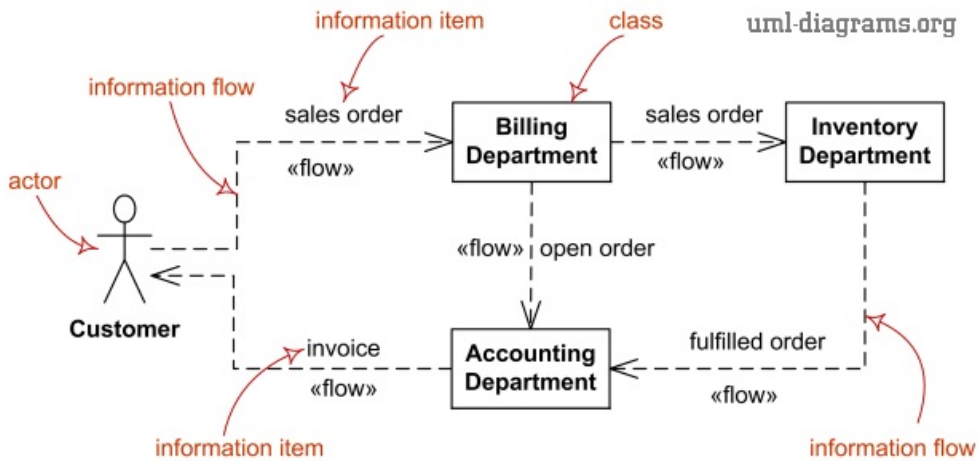 information item
class
uml-diagrams.org
information flow
sales order
Billing
Department
sales order
Inventory
Department
«flow»
«flow»
actor
«flow»
open order
Customer
invoice
Accounting
Department
fulfilled order
«flow»
«flow»
information item
information flow